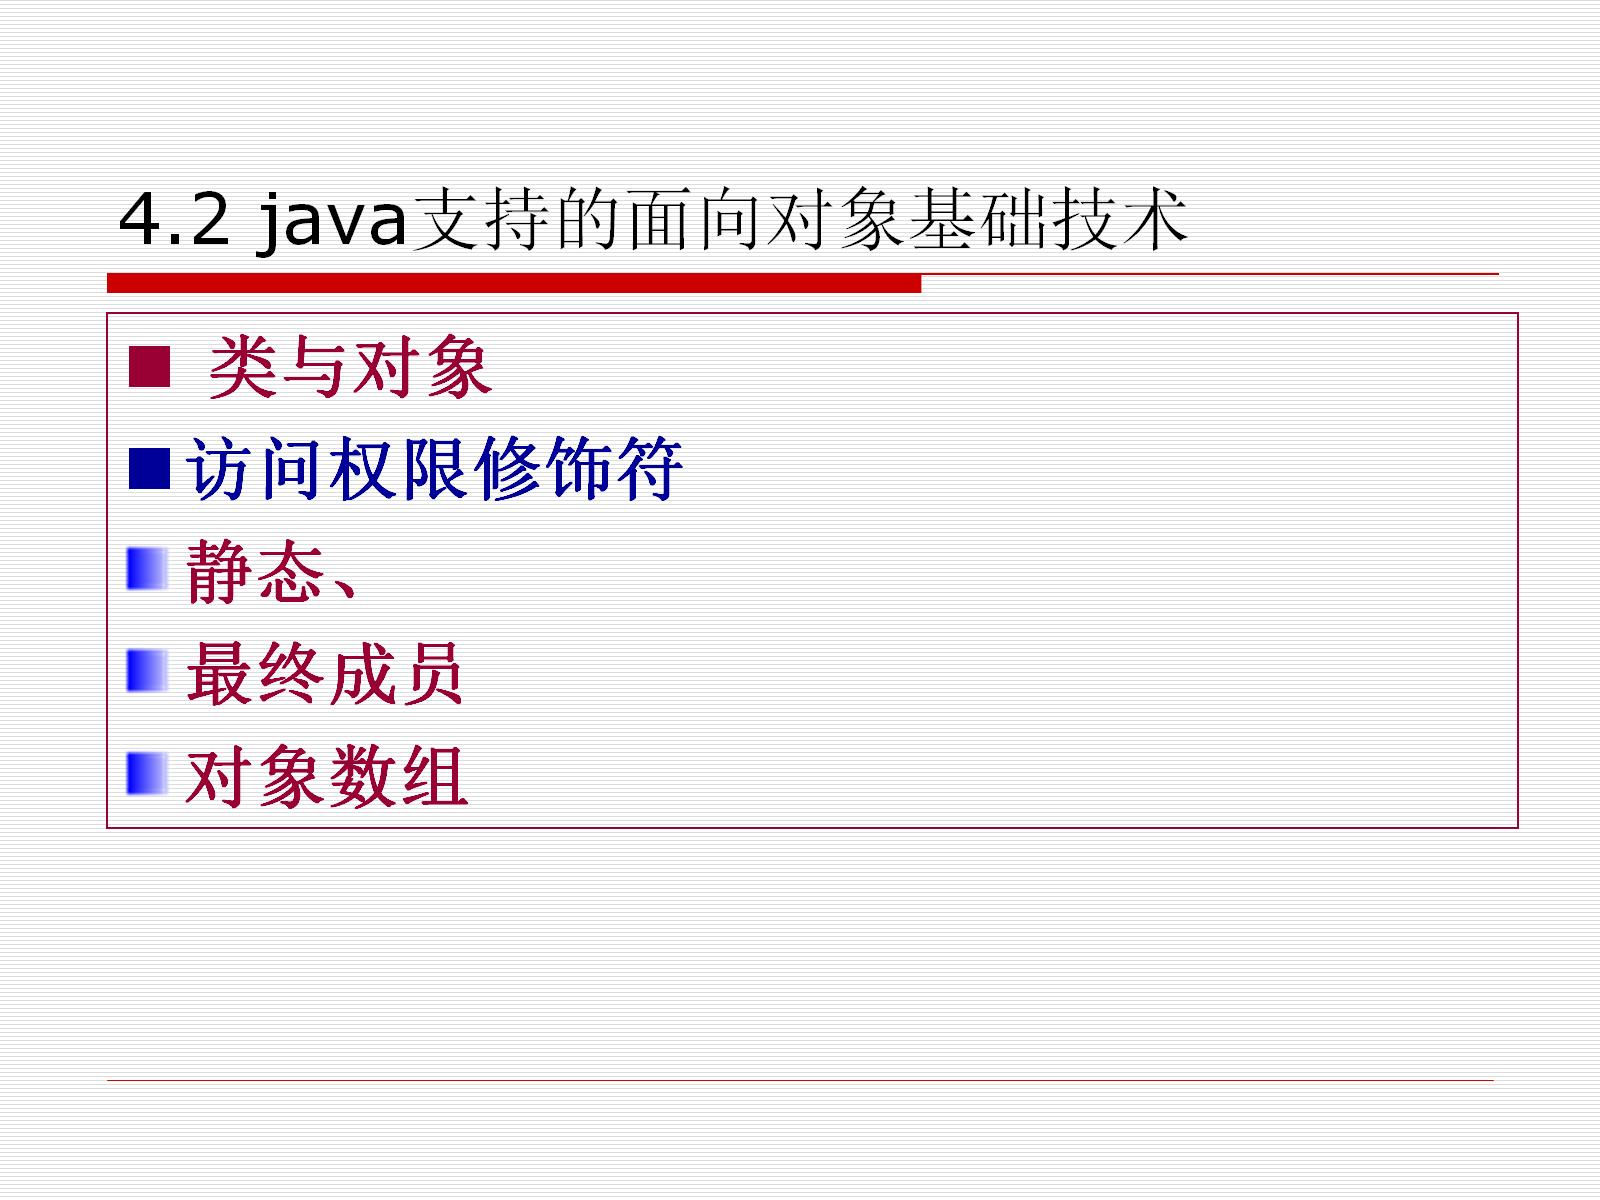 4.2 java支持的面向对象基础技术
类与对象
访问权限修饰符
静态、
最终成员
对象数组